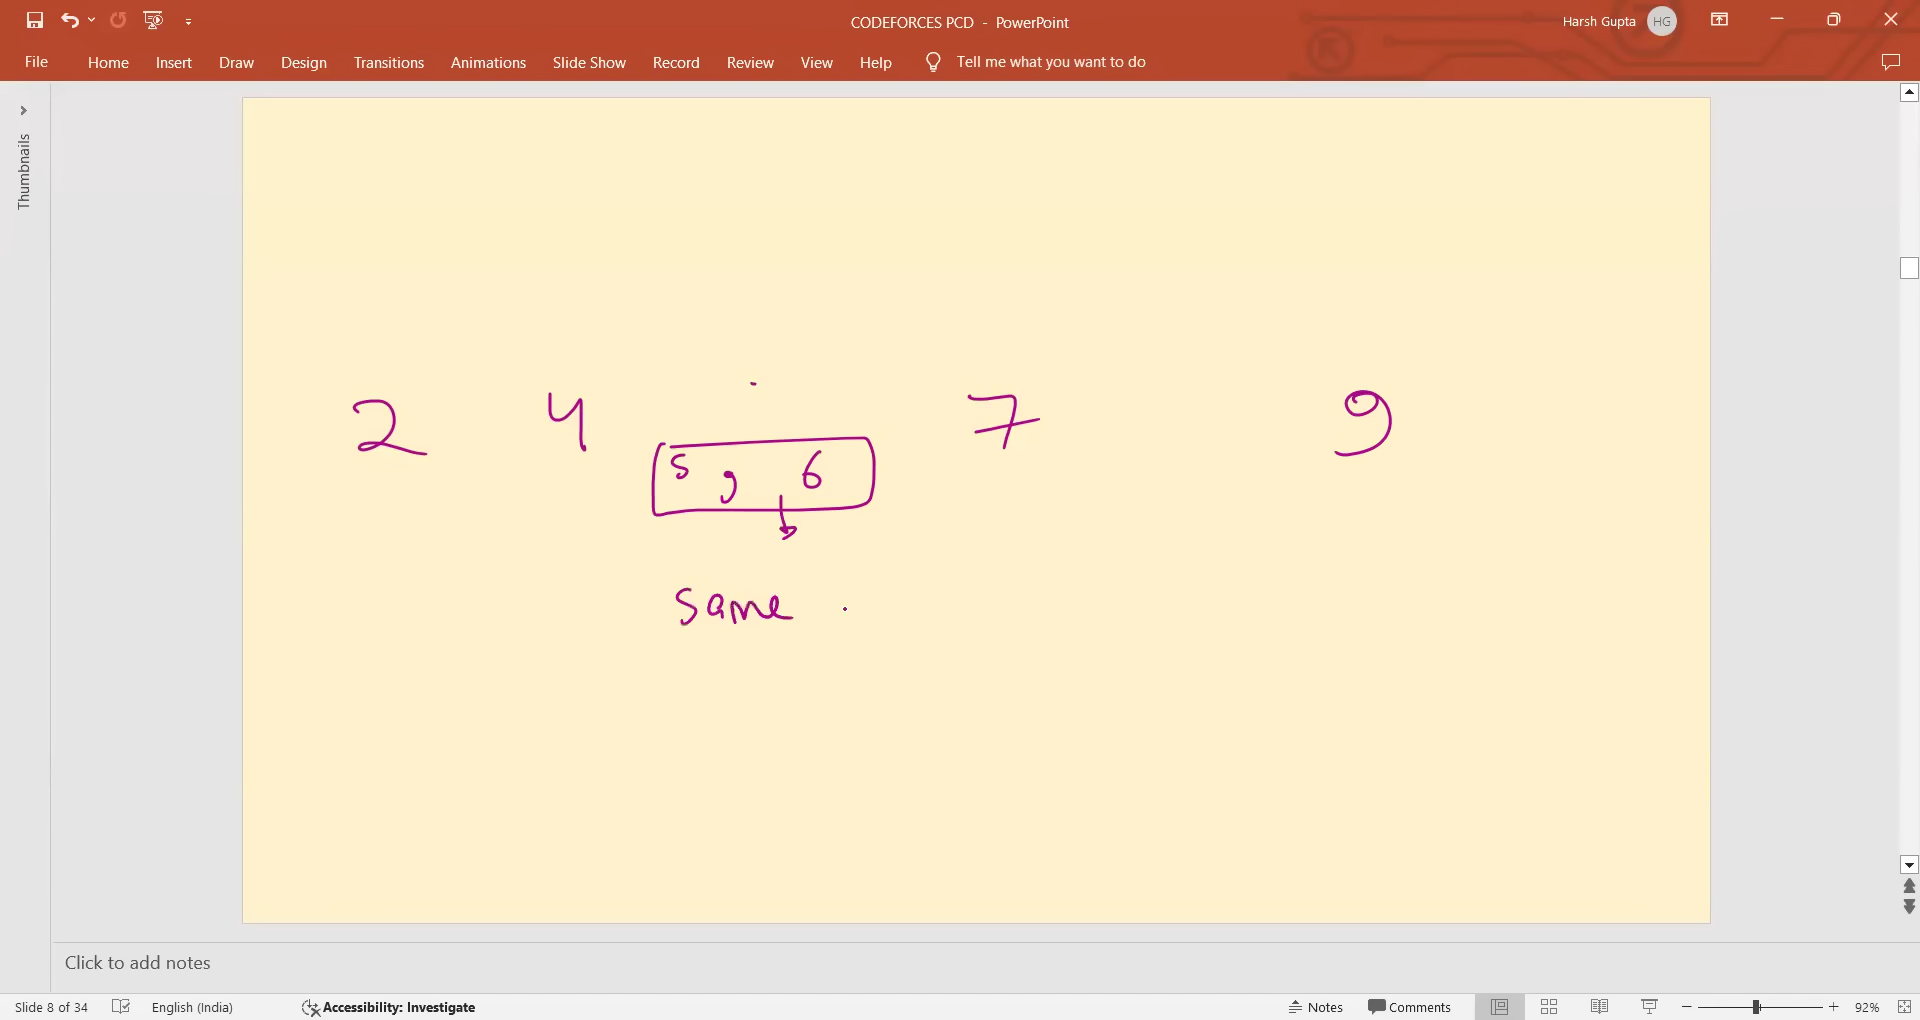 CODEFORCES PCD - PowerPoint
Harsh Gupta HG
File Home Insert Draw Design Transitions Animations Slide Show Record Review View Help Tell me what you want to do
Thumbnails
2 4 7 9
5 , 6
same
Click to add notes
Slide 8 of 34 English (India) Accessibility: Investigate Notes Comments 92%